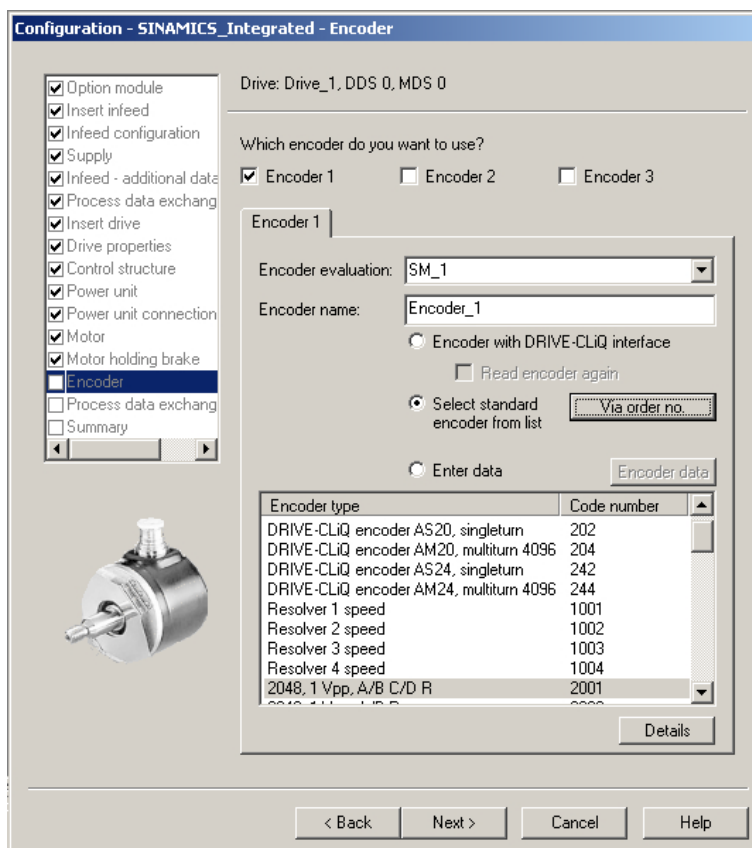 Configuration - SINAMICS_Integrated - Encoder
Option module
Insert infeed
Infeed configuration
Supply
Infeed - additional data
Process data exchang
Insert drive
Drive properties
Control structure
Power unit
Power unit connection
Motor
Motor holding brake
Encoder
Process data exchang
Summary
Drive: Drive_1, DDS 0, MDS 0
Which encoder do you want to use?
Encoder 1 Encoder 2 Encoder 3
Encoder 1
Encoder evaluation: SM_1
Encoder name: Encoder_1
Encoder with DRIVE-CLiQ interface
Read encoder again
Select standard
encoder from list
Via order no.
Enter data Encoder data
Encoder type Code number
DRIVE-CLiQ encoder AS20, singleturn 202
DRIVE-CLiQ encoder AM20, multiturn 4096 204
DRIVE-CLiQ encoder AS24, singleturn 242
DRIVE-CLiQ encoder AM24, multiturn 4096 244
Resolver 1 speed 1001
Resolver 2 speed 1002
Resolver 3 speed 1003
Resolver 4 speed 1004
2048, 1 Vpp, A/B C/D R 2001
Details
< Back Next > Cancel Help